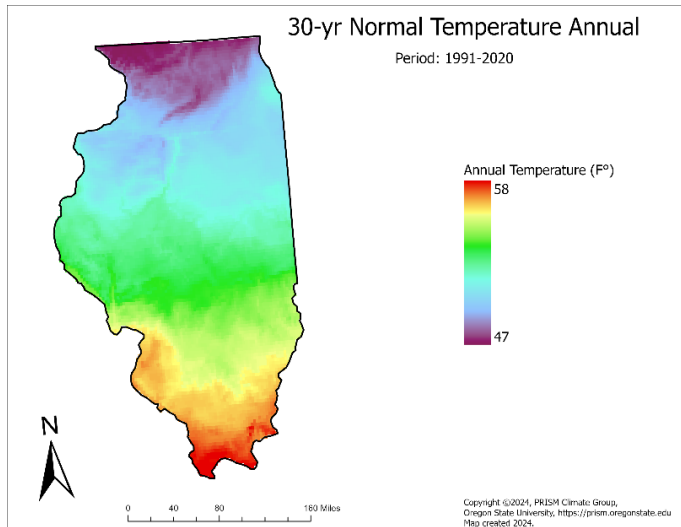 30-yr Normal Temperature Annual
Period: 1991-2020
Annual Temperature (F°)
58
47
N
0 40 80 160 Miles
Copyright ©2024, PRISM Climate Group,
Oregon State University, https://prism.oregonstate.edu
Map created 2024.